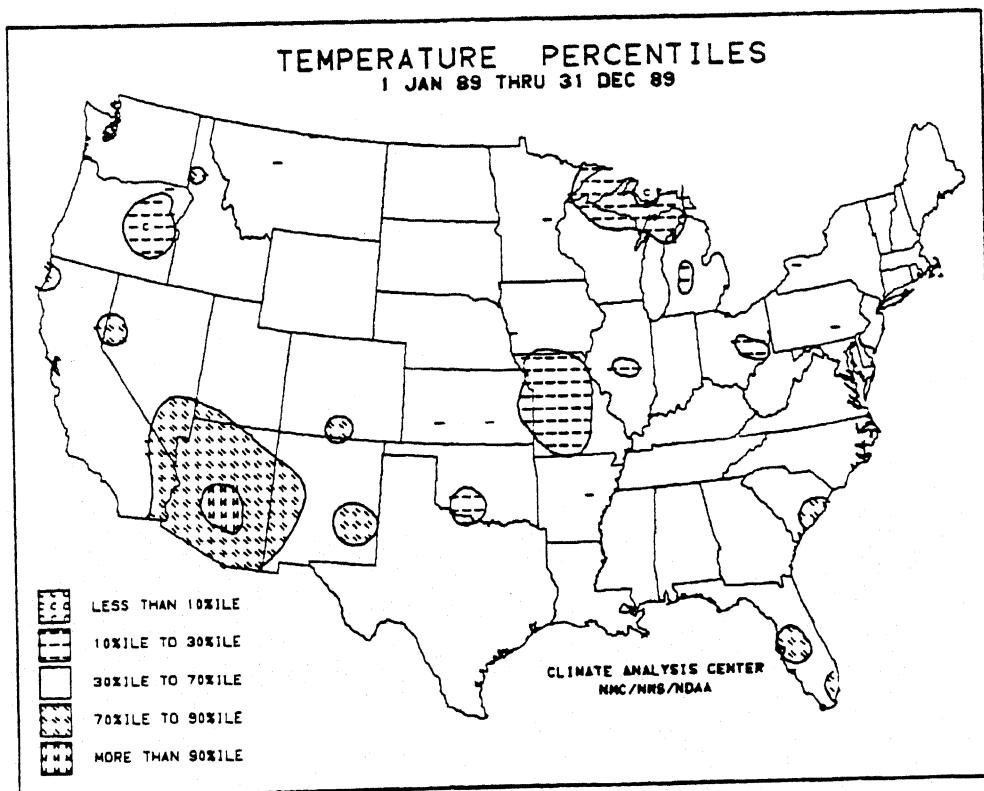 TEMPERATURE PERCENTILES
1 JAN 89 THRU 31 DEC 89
C
C
LESS THAN 10%ILE
10%ILE TO 30%ILE
30%ILE TO 70%ILE
70%ILE TO 90%ILE
MORE THAN 90%ILE
CLIMATE ANALYSIS CENTER
NMC/NWS/NOAA